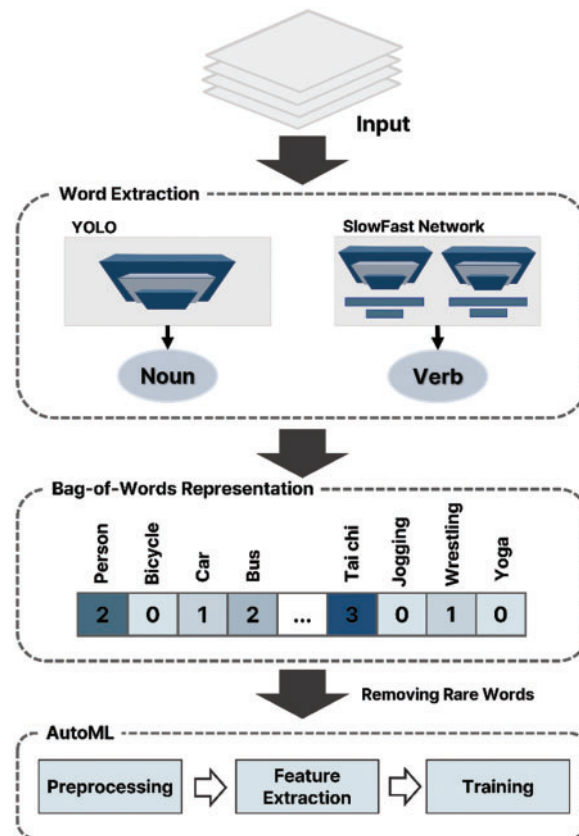 Input
Word Extraction
YOLO
SlowFast Network
Noun
Verb
Bag-of-Words Representation
Person
Bicycle
Car
Bus
Tai chi
Jogging
Wrestling
Yoga
2 0 1 2 ... 3 0 1 0
Removing Rare Words
AutoML
Preprocessing
Feature
Extraction
Training